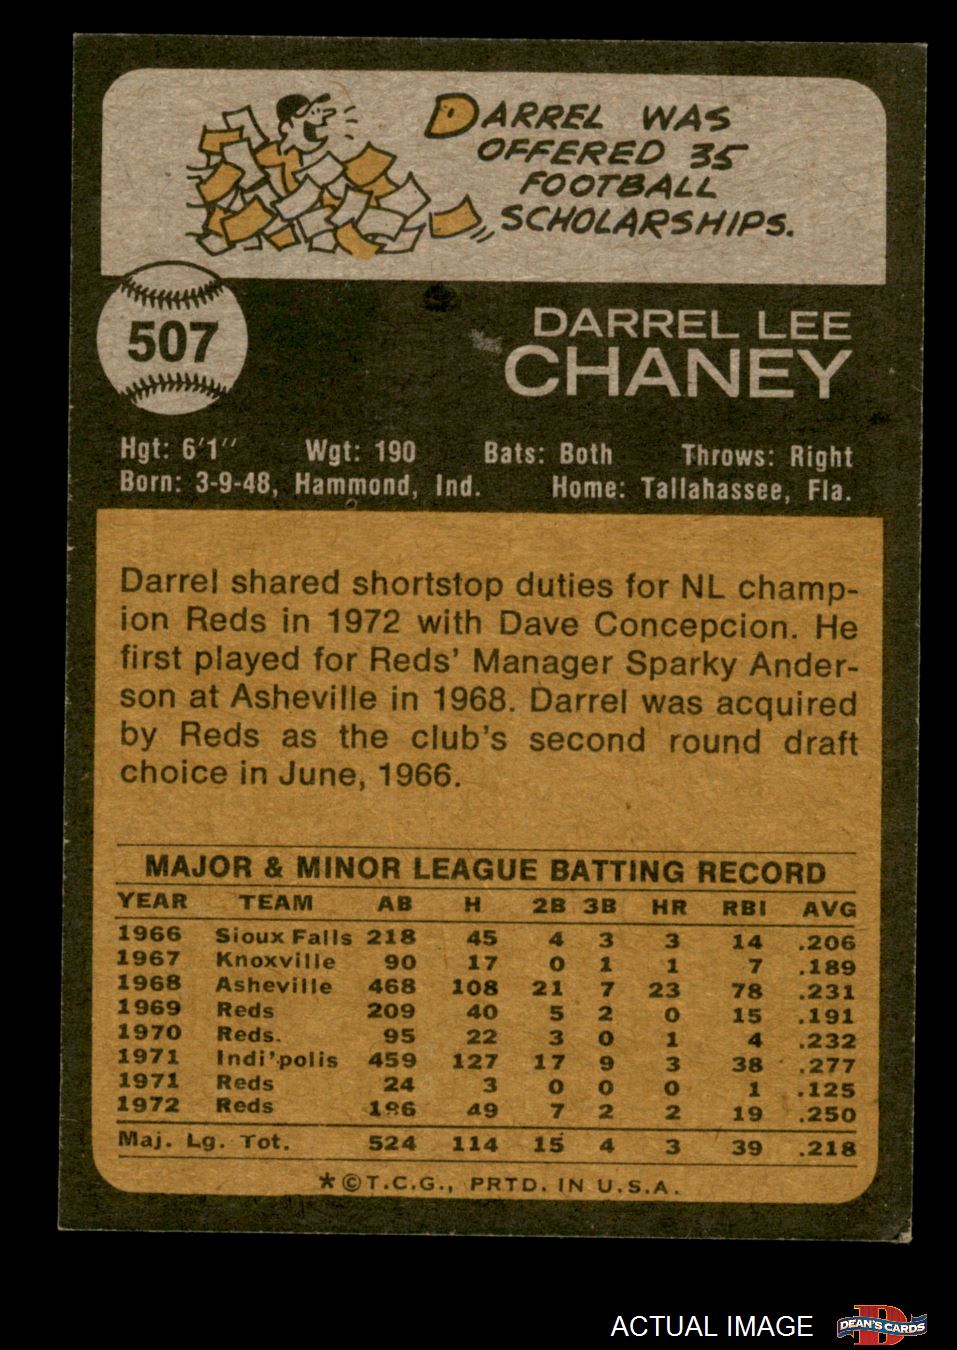 DARREL WAS
OFFERED 35
FOOTBALL
SCHOLARSHIPS.
507
DARREL LEE
CHANEY
Hgt: 6'1'' Wgt: 190 Bats: Both Throws: Right
Born: 3-9-48, Hammond, Ind. Home: Tallahassee, Fla.
Darrel shared shortstop duties for NL champ-
ion Reds in 1972 with Dave Concepcion. He
first played for Reds' Manager Sparky Ander-
son at Asheville in 1968. Darrel was acquired
by Reds as the club's second round draft
choice in June, 1966.
MAJOR & MINOR LEAGUE BATTING RECORD
YEAR TEAM AB H 2B 3B HR RBI AVG
1966 Sioux Falls 218 45 4 3 3 14 .206
1967 Knoxville 90 17 0 1 1 7 .189
1968 Asheville 468 108 21 7 23 78 .231
1969 Reds 209 40 5 2 0 15 .191
1970 Reds. 95 22 3 0 1 4 .232
1971 Indi'polis 459 127 17 9 3 38 .277
1971 Reds 24 3 0 0 0 1 .125
1972 Reds 196 49 7 2 2 19 .250
Maj. Lg. Tot. 524 114 15 4 3 39 .218
*©T.C.G., PRTD. IN U.S.A.
ACTUAL IMAGE
D
DEAN'S CARDS